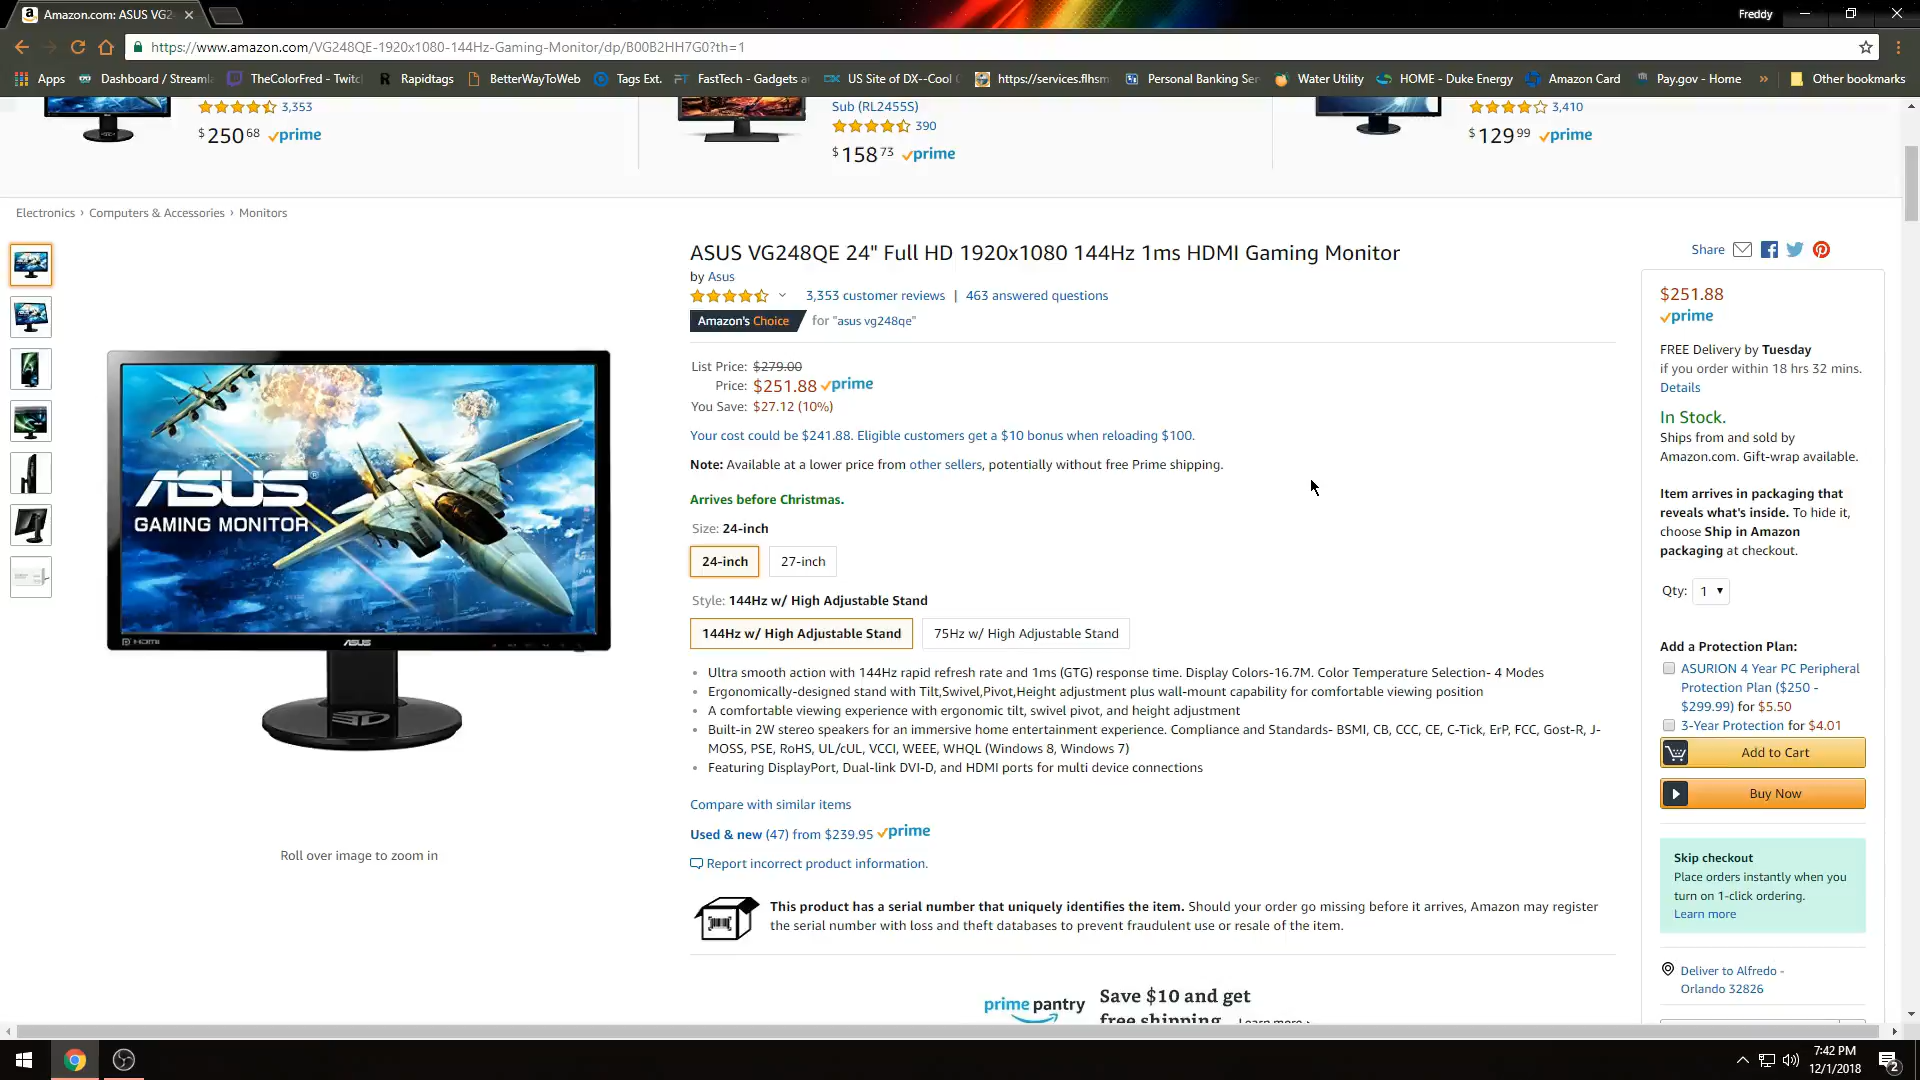 Amazon.com: ASUS VG2
Freddy
https://www.amazon.com/VG248QE-1920x1080-144Hz-Gaming-Monitor/dp/B00B2HH7G0?th=1
Apps Dashboard / Streamla TheColorFred - Twitch Rapidtags BetterWayToWeb Tags Ext. FastTech - Gadgets a US Site of DX--Cool https://services.flhsm Personal Banking Ser Water Utility HOME - Duke Energy Amazon Card Pay.gov - Home » Other bookmarks
3,353
$250 68 prime
Sub (RL2455S)
390
$158 73 prime
3,410
$129 99 prime
Electronics › Computers & Accessories › Monitors
ASUS VG248QE 24" Full HD 1920x1080 144Hz 1ms HDMI Gaming Monitor
by Asus
3,353 customer reviews | 463 answered questions
Amazon's Choice for "asus vg248qe"
List Price: $279.00
Price: $251.88 prime
You Save: $27.12 (10%)
Your cost could be $241.88. Eligible customers get a $10 bonus when reloading $100.
Note: Available at a lower price from other sellers, potentially without free Prime shipping.
Arrives before Christmas.
Size: 24-inch
24-inch 27-inch
Style: 144Hz w/ High Adjustable Stand
144Hz w/ High Adjustable Stand 75Hz w/ High Adjustable Stand
• Ultra smooth action with 144Hz rapid refresh rate and 1ms (GTG) response time. Display Colors-16.7M. Color Temperature Selection- 4 Modes
• Ergonomically-designed stand with Tilt,Swivel,Pivot,Height adjustment plus wall-mount capability for comfortable viewing position
• A comfortable viewing experience with ergonomic tilt, swivel pivot, and height adjustment
• Built-in 2W stereo speakers for an immersive home entertainment experience. Compliance and Standards- BSMI, CB, CCC, CE, C-Tick, ErP, FCC, Gost-R, J-
MOSS, PSE, RoHS, UL/cUL, VCCI, WEEE, WHQL (Windows 8, Windows 7)
• Featuring DisplayPort, Dual-link DVI-D, and HDMI ports for multi device connections
Compare with similar items
Used & new (47) from $239.95 prime
Report incorrect product information.
This product has a serial number that uniquely identifies the item. Should your order go missing before it arrives, Amazon may register
the serial number with loss and theft databases to prevent fraudulent use or resale of the item.
prime pantry
Save $10 and get
free shipping. Learn more ›
ASUS
GAMING MONITOR
HDMI
ASUS
3D
Roll over image to zoom in
Share
$251.88
prime
FREE Delivery by Tuesday
if you order within 18 hrs 32 mins.
Details
In Stock.
Ships from and sold by
Amazon.com. Gift-wrap available.
Item arrives in packaging that
reveals what's inside. To hide it,
choose Ship in Amazon
packaging at checkout.
Qty: 1
Add a Protection Plan:
ASURION 4 Year PC Peripheral
Protection Plan ($250 -
$299.99) for $5.50
3-Year Protection for $4.01
Add to Cart
Buy Now
Skip checkout
Place orders instantly when you
turn on 1-click ordering.
Learn more
Deliver to Alfredo -
Orlando 32826
7:42 PM
12/1/2018
2